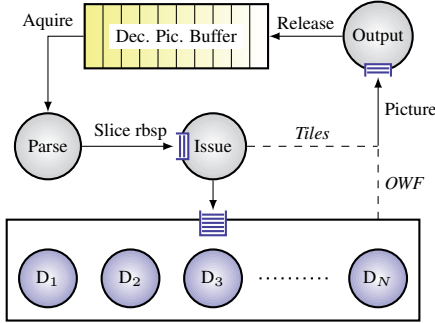 Aquire
Dec. Pic. Buffer
Release
Output
Parse
Slice rbsp
Issue
Tiles
Picture
OWF
D1 D2 D3 ........... DN